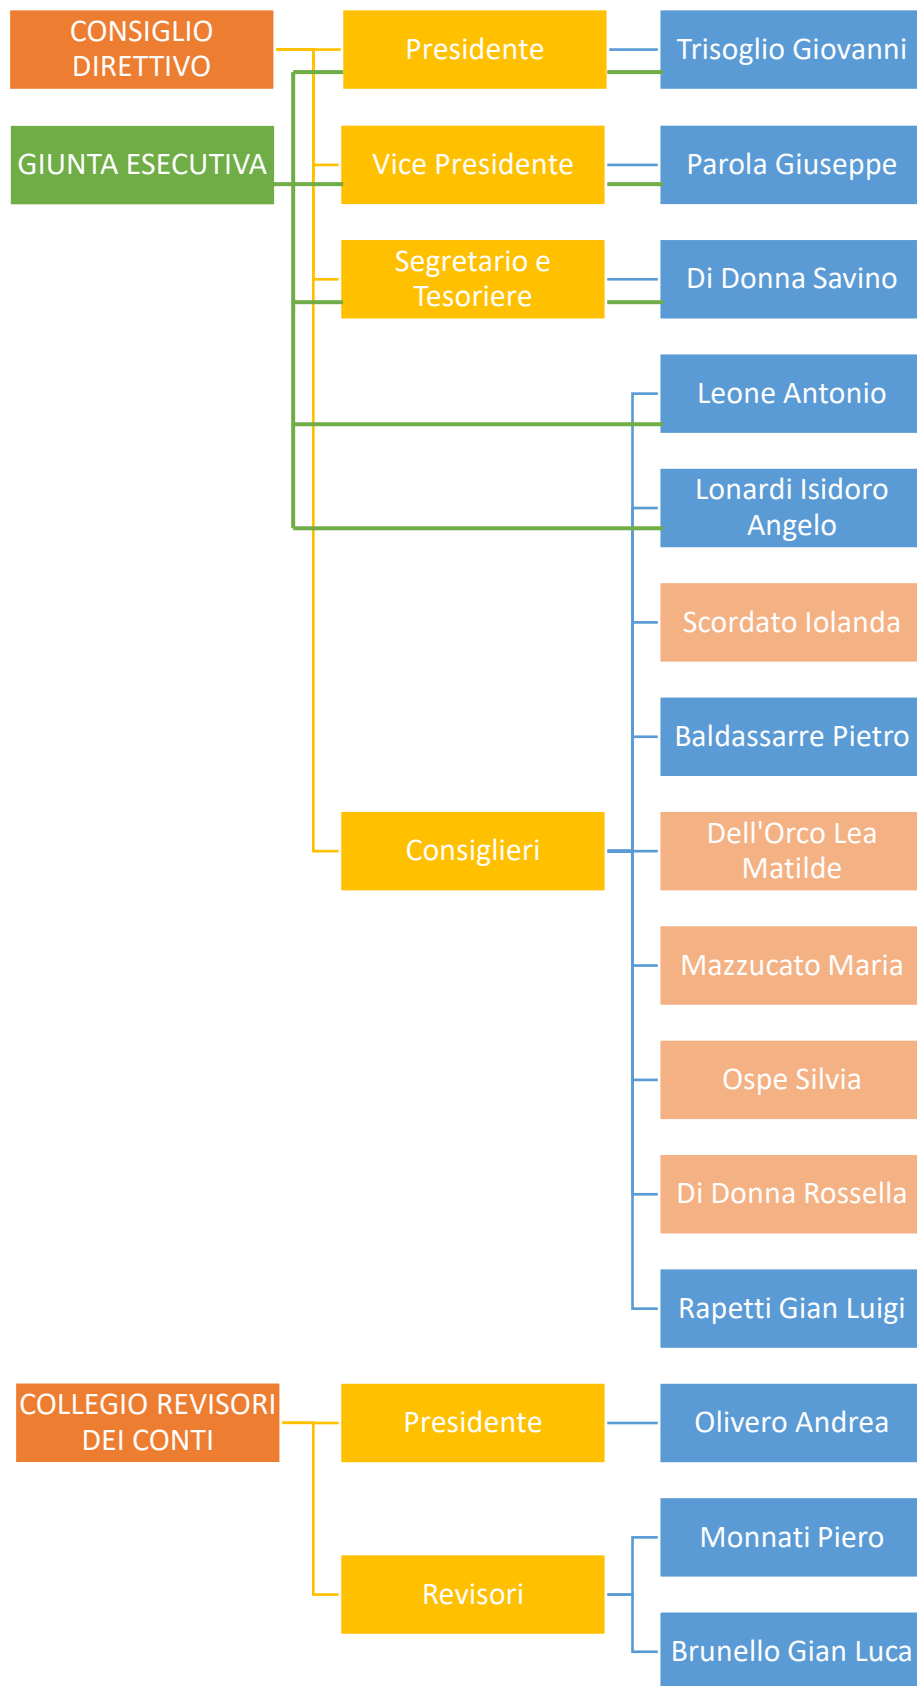 CONSIGLIO
DIRETTIVO
Presidente
Trisoglio Giovanni
GIUNTA ESECUTIVA
Vice Presidente
Parola Giuseppe
Segretario e
Tesoriere
Di Donna Savino
Leone Antonio
Lonardi Isidoro
Angelo
Scordato Iolanda
Baldassarre Pietro
Consiglieri
Dell'Orco Lea
Matilde
Mazzucato Maria
Ospe Silvia
Di Donna Rossella
Rapetti Gian Luigi
COLLEGIO REVISORI
DEI CONTI
Presidente
Olivero Andrea
Monnati Piero
Revisori
Brunello Gian Luca